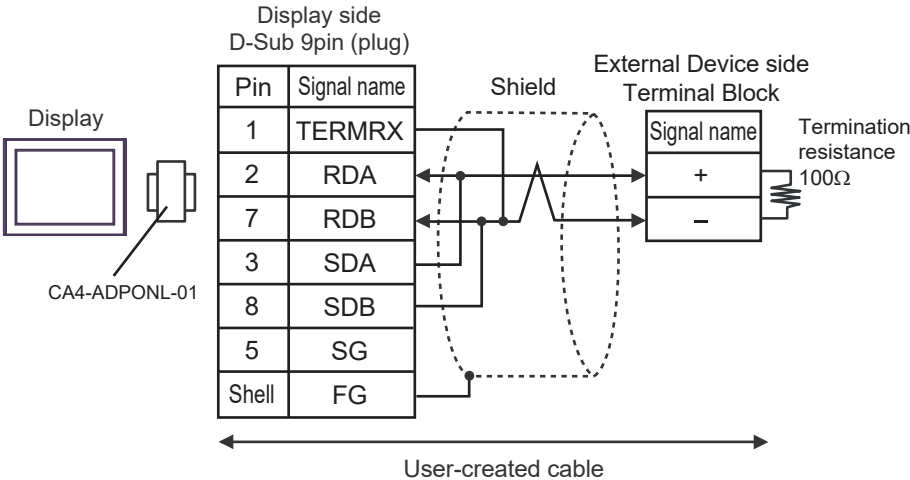 Display side
D-Sub 9pin (plug)
External Device side
Terminal Block
Display
Shield
Termination
resistance
100Ω
Pin Signal name
1 TERMRX
2 RDA
7 RDB
3 SDA
8 SDB
5 SG
Shell FG
Signal name
+
–
CA4-ADPONL-01
User-created cable